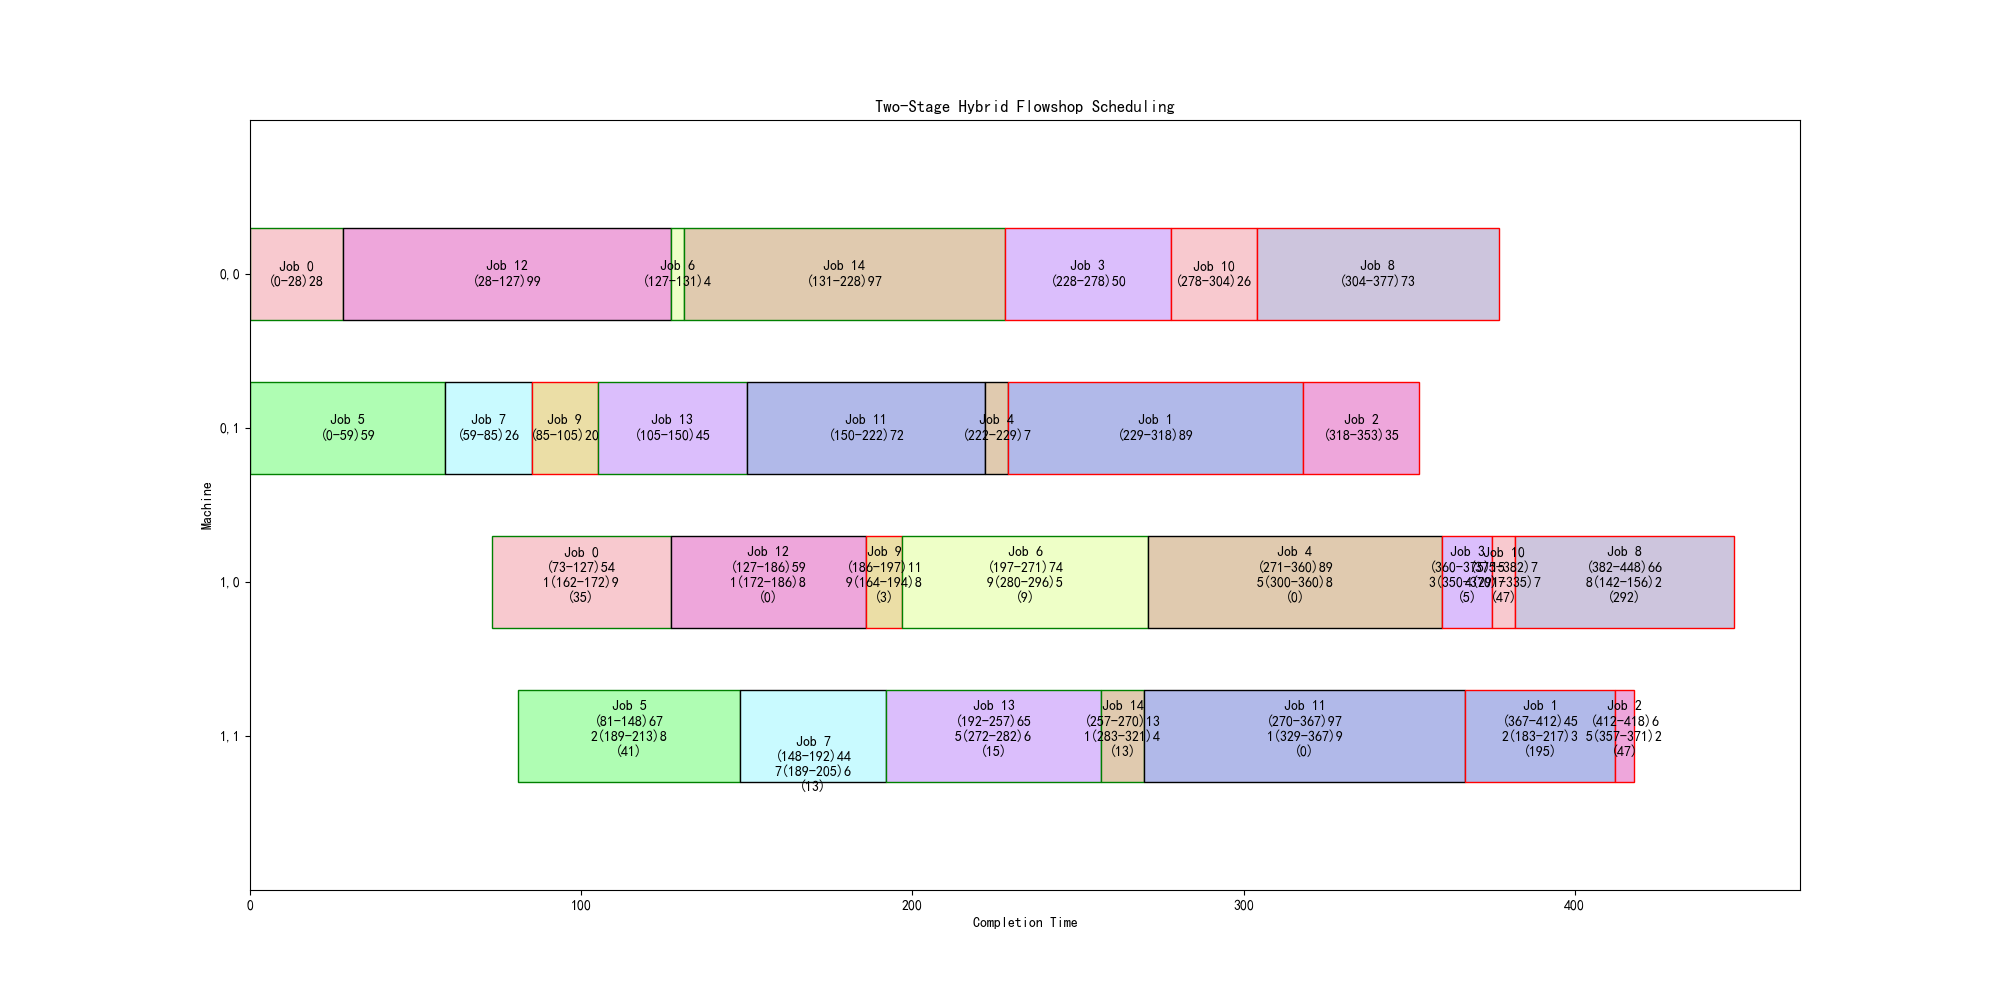 Two-Stage Hybrid Flowshop Scheduling
Machine
0,0
Job 0
(0-28)28
Job 12
(28-127)99
Job 6
(127-131)4
Job 14
(131-228)97
Job 3
(228-278)50
Job 10
(278-304)26
Job 8
(304-377)73
0,1
Job 5
(0-59)59
Job 7
(59-85)26
Job 9
(85-105)20
Job 13
(105-150)45
Job 11
(150-222)72
Job 4
(222-229)7
Job 1
(229-318)89
Job 2
(318-353)35
1,0
Job 0
(73-127)54
1(162-172)9
(35)
Job 12
(127-186)59
1(172-186)8
(0)
Job 9
(186-197)11
9(164-194)8
(3)
Job 6
(197-271)74
9(280-296)5
(9)
Job 4
(271-360)89
5(300-360)8
(0)
Job 3
(360-375)15
(5)
Job 10
(375-382)7
(47)
Job 8
(382-448)66
8(142-156)2
(292)
1,1
Job 5
(81-148)67
2(189-213)8
(41)
Job 7
(148-192)44
7(189-205)6
(13)
Job 13
(192-257)65
5(272-282)6
(15)
Job 14
(257-270)13
1(283-321)4
(13)
Job 11
(270-367)97
1(329-367)9
(0)
Job 1
(367-412)45
2(183-217)3
(195)
Job 2
(412-418)6
5(357-371)2
(47)
0
100
200
300
400
Completion Time